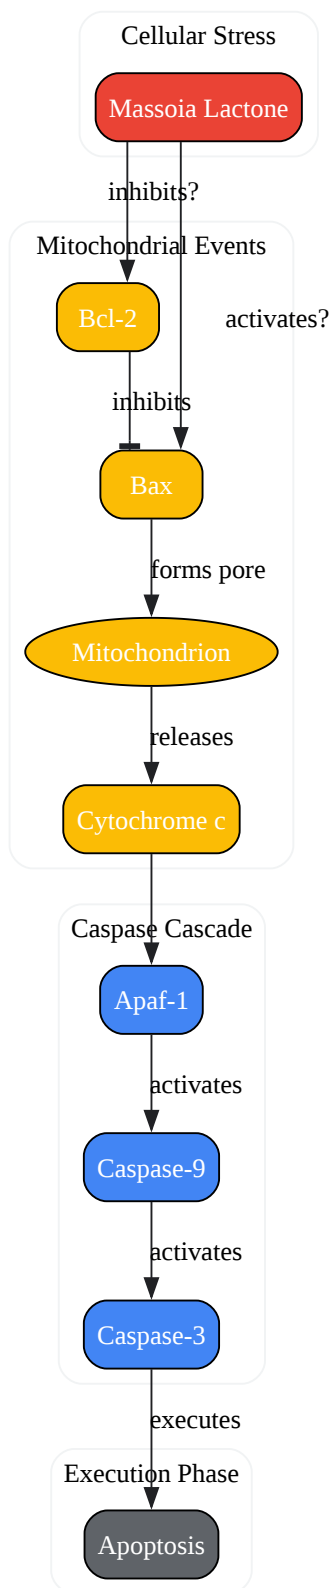 Cellular Stress
Massoia Lactone
inhibits?
Mitochondrial Events
Bcl-2
activates?
inhibits
Bax
forms pore
Mitochondrion
releases
Cytochrome c
Caspase Cascade
Apaf-1
activates
Caspase-9
activates
Caspase-3
executes
Execution Phase
Apoptosis